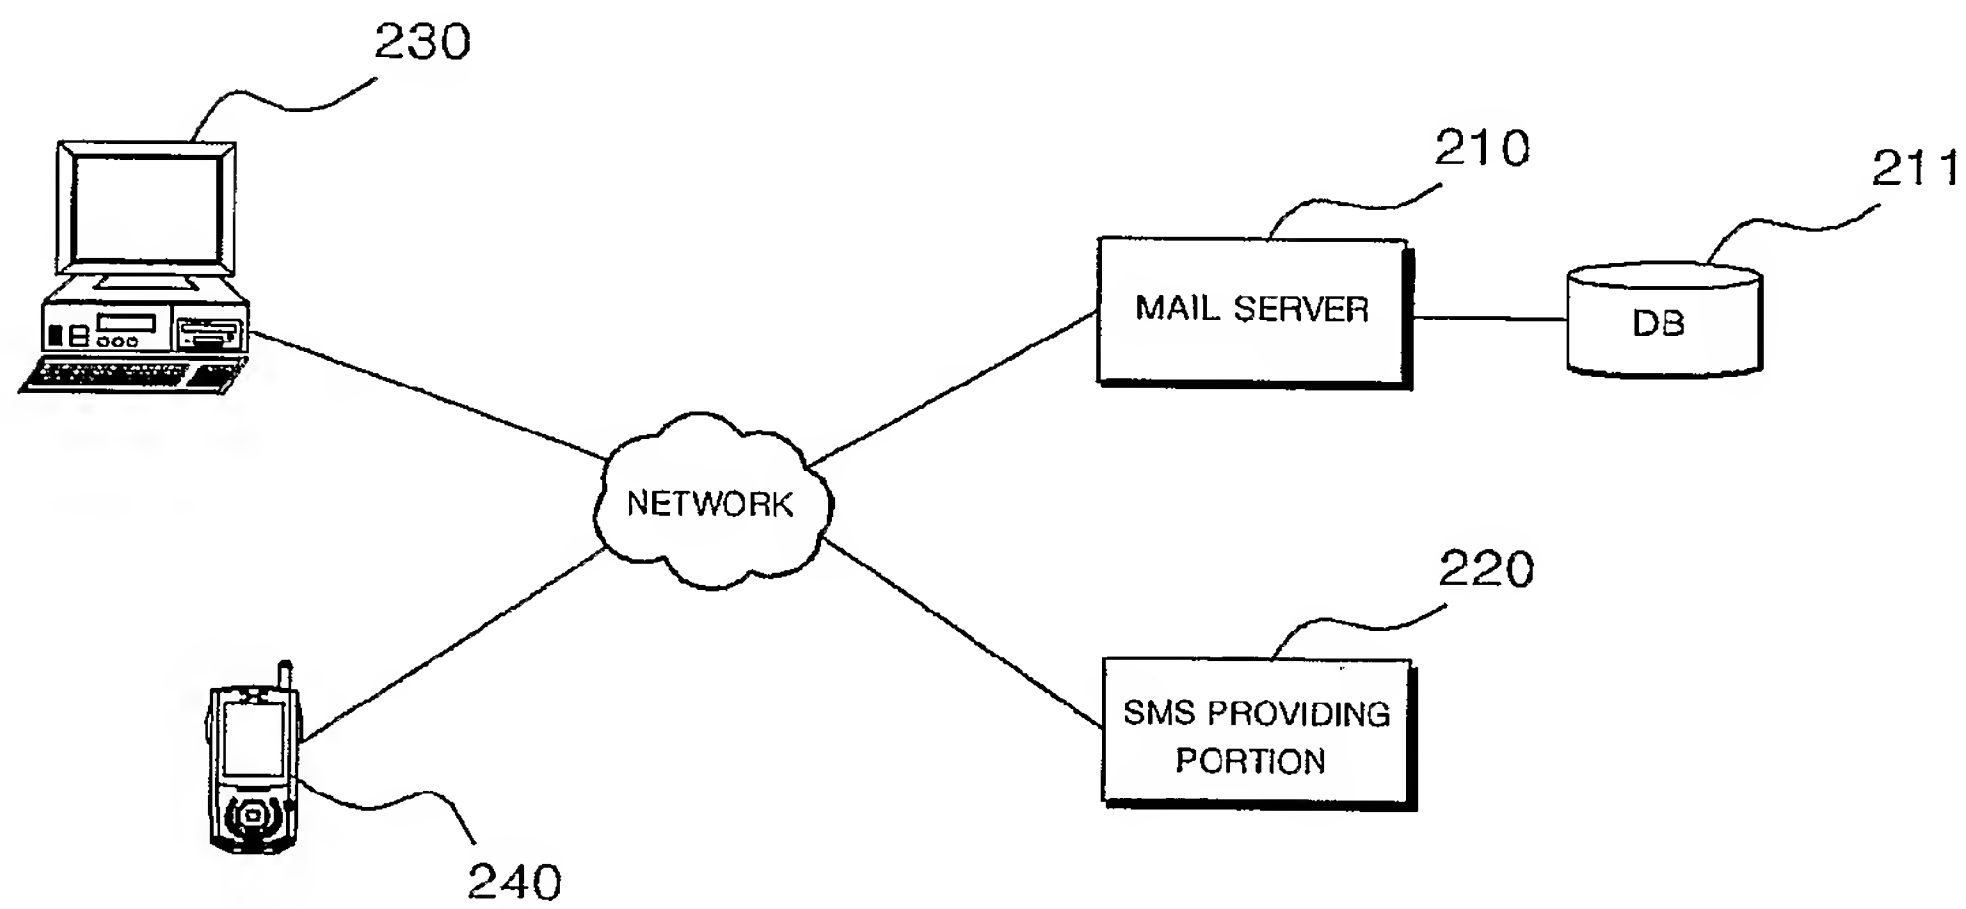 230
210
211
MAIL SERVER
DB
NETWORK
220
SMS PROVIDING
PORTION
240